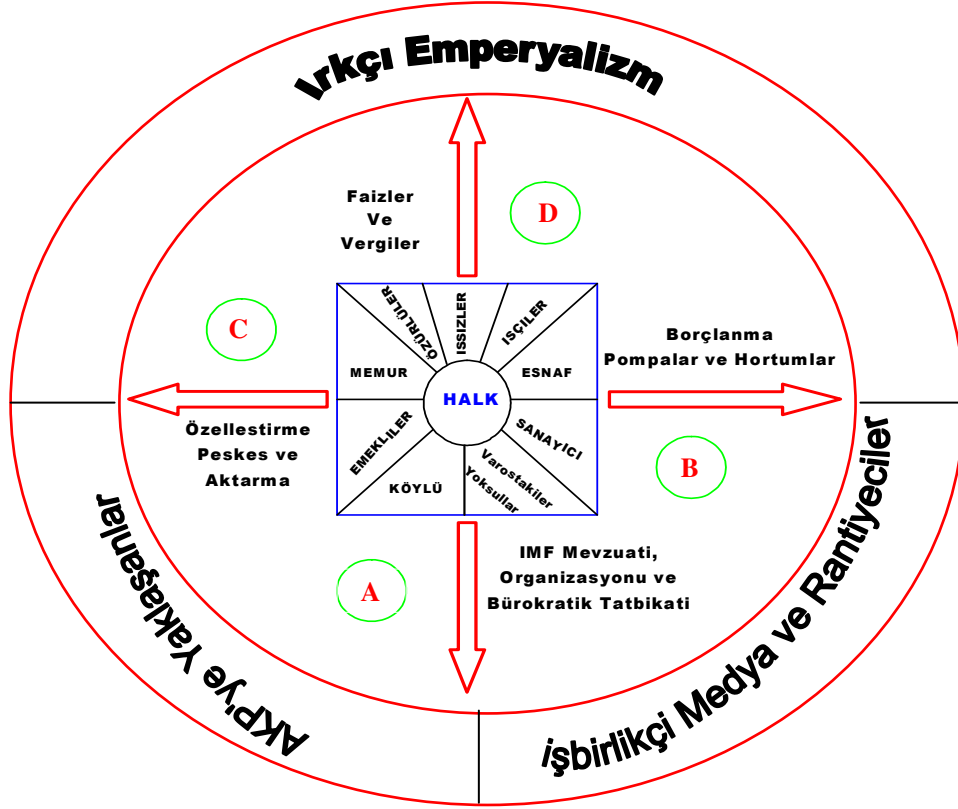 Irkçı Emperyalizm
Faizler
Ve
Vergiler
D
C
ÖZÜRLÜLER
ISSIZLER
ISÇILER
MEMUR
ESNAF
HALK
EMEKLILER
SANAYICI
KÖYLÜ
Varostakiler
Yoksullar
Borçlanma
Pompalar ve Hortumlar
B
Özellestirme
Peskes ve
Aktarma
A
IMF Mevzuati,
Organizasyonu ve
Bürokratik Tatbikati
AKP'ye Yaklaşanlar
işbirlikçi Medya ve Rantiyeciler